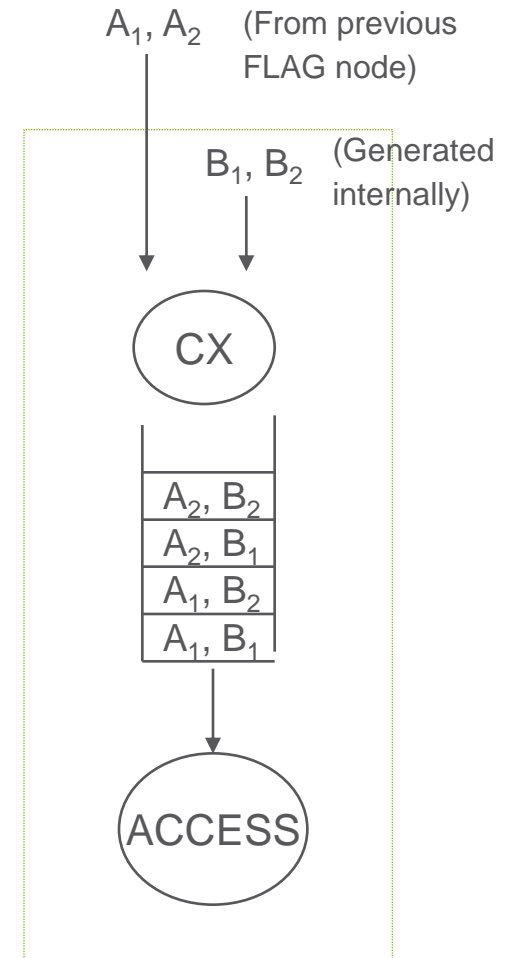 A₁, A₂ (From previous
FLAG node)
B₁, B₂ (Generated
internally)
CX
A₂, B₂
A₂, B₁
A₁, B₂
A₁, B₁
ACCESS